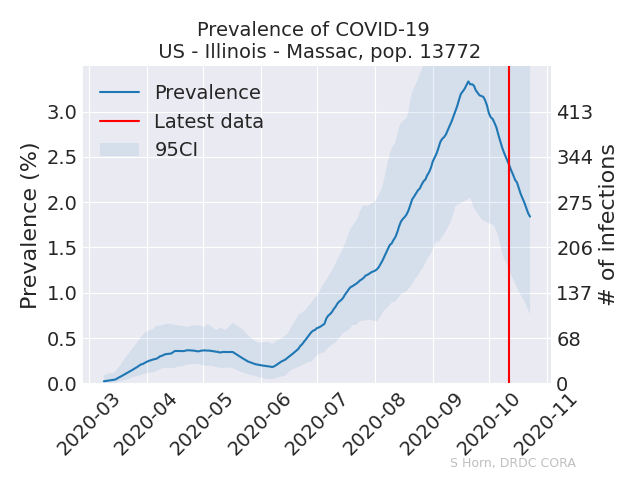 Prevalence of COVID-19
US - Illinois - Massac, pop. 13772
Prevalence
Latest data
95CI
Prevalence (%)
3.0
2.5
2.0
1.5
1.0
0.5
0.0
413
344
275
206
137
68
0
# of infections
2020-03
2020-04
2020-05
2020-06
2020-07
2020-08
2020-09
2020-10
2020-11
S Horn, DRDC CORA